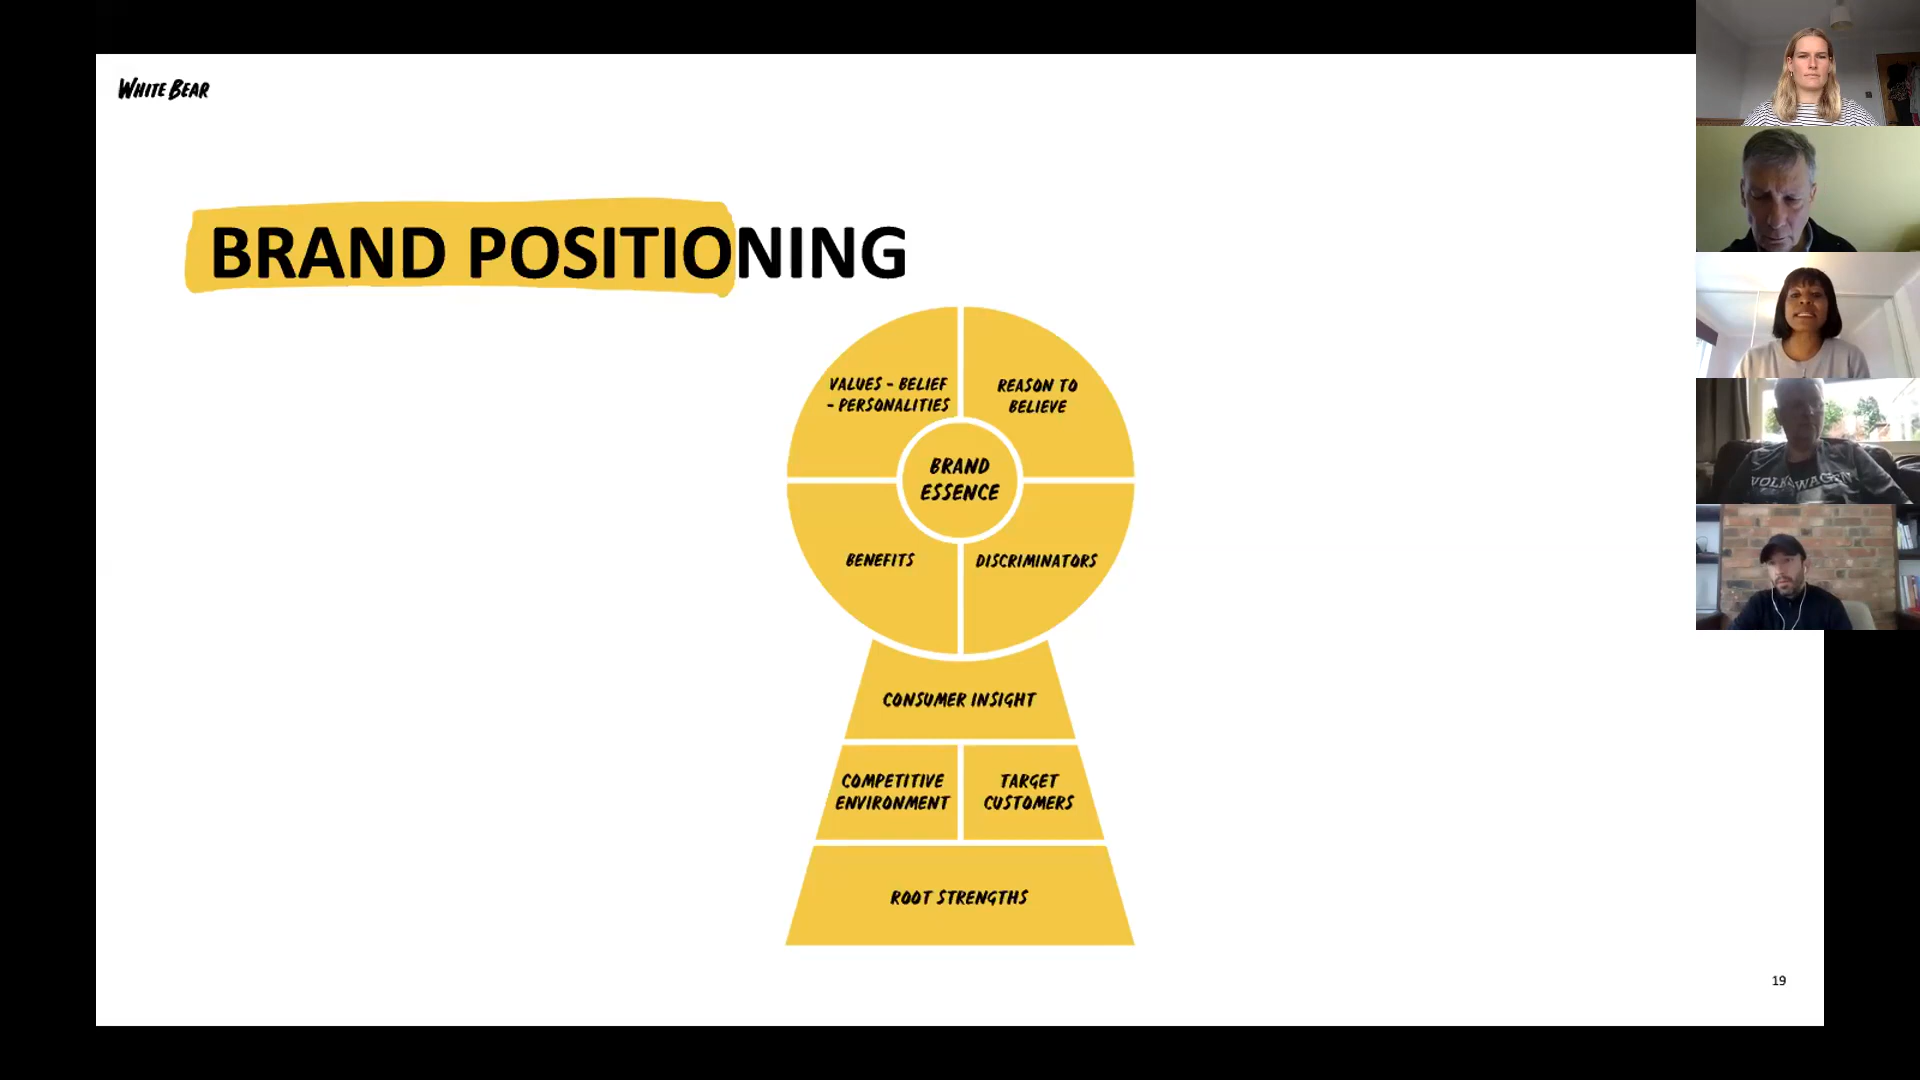 WHITE BEAR
BRAND POSITIONING
VALUES - BELIEF
- PERSONALITIES
REASON TO
BELIEVE
BRAND
ESSENCE
BENEFITS
DISCRIMINATORS
CONSUMER INSIGHT
COMPETITIVE
ENVIRONMENT
TARGET
CUSTOMERS
ROOT STRENGTHS
19
VOLKSWAGEN